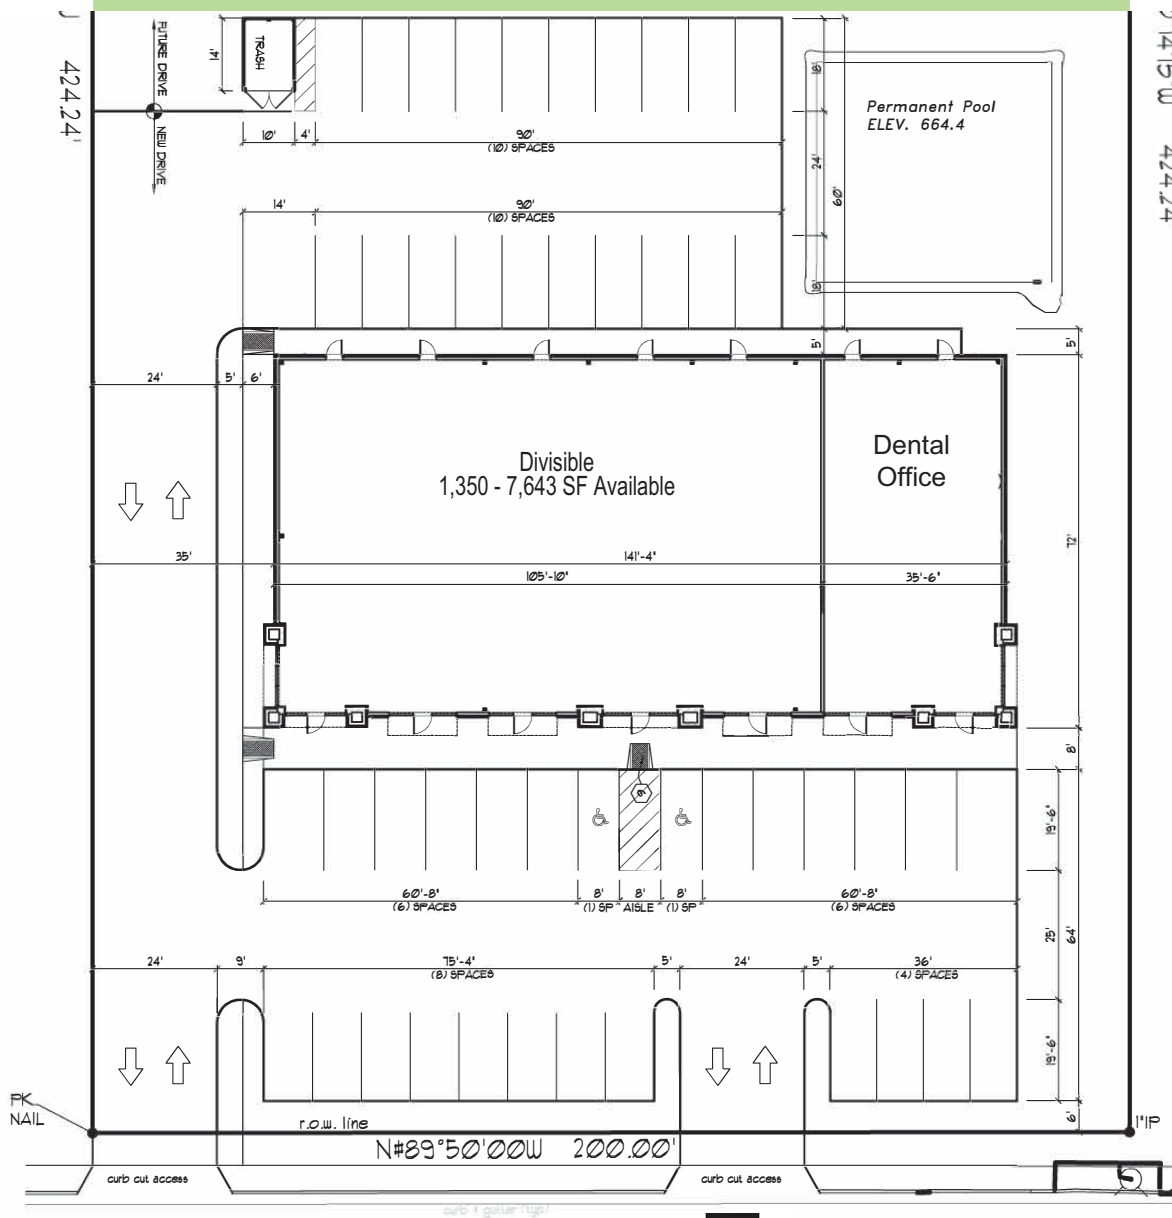 424.24'
FUTURE DRIVE
NEW DRIVE
14'
TRASH
10'
4'
90'
(10) SPACES
14'
90'
(10) SPACES
18'
24'
60'
18'
Permanent Pool
ELEV. 664.4
14'15"W 424.24
24'
5'
6'
5'
5'
Divisible
1,350 - 7,643 SF Available
Dental
Office
35'
141'-4"
105'-10"
35'-6"
72'
8'
60'-8"
(6) SPACES
8'
(1) SP
8'
AISLE
8'
(1) SP
60'-8"
(6) SPACES
19'-6"
25'
64'
24'
9'
75'-4"
(8) SPACES
5'
24'
5'
36'
(4) SPACES
19'-6"
6'
PK
NAIL
1"IP
r.o.w. line
N#89°50'00W 200.00'
curb cut access
curb cut access